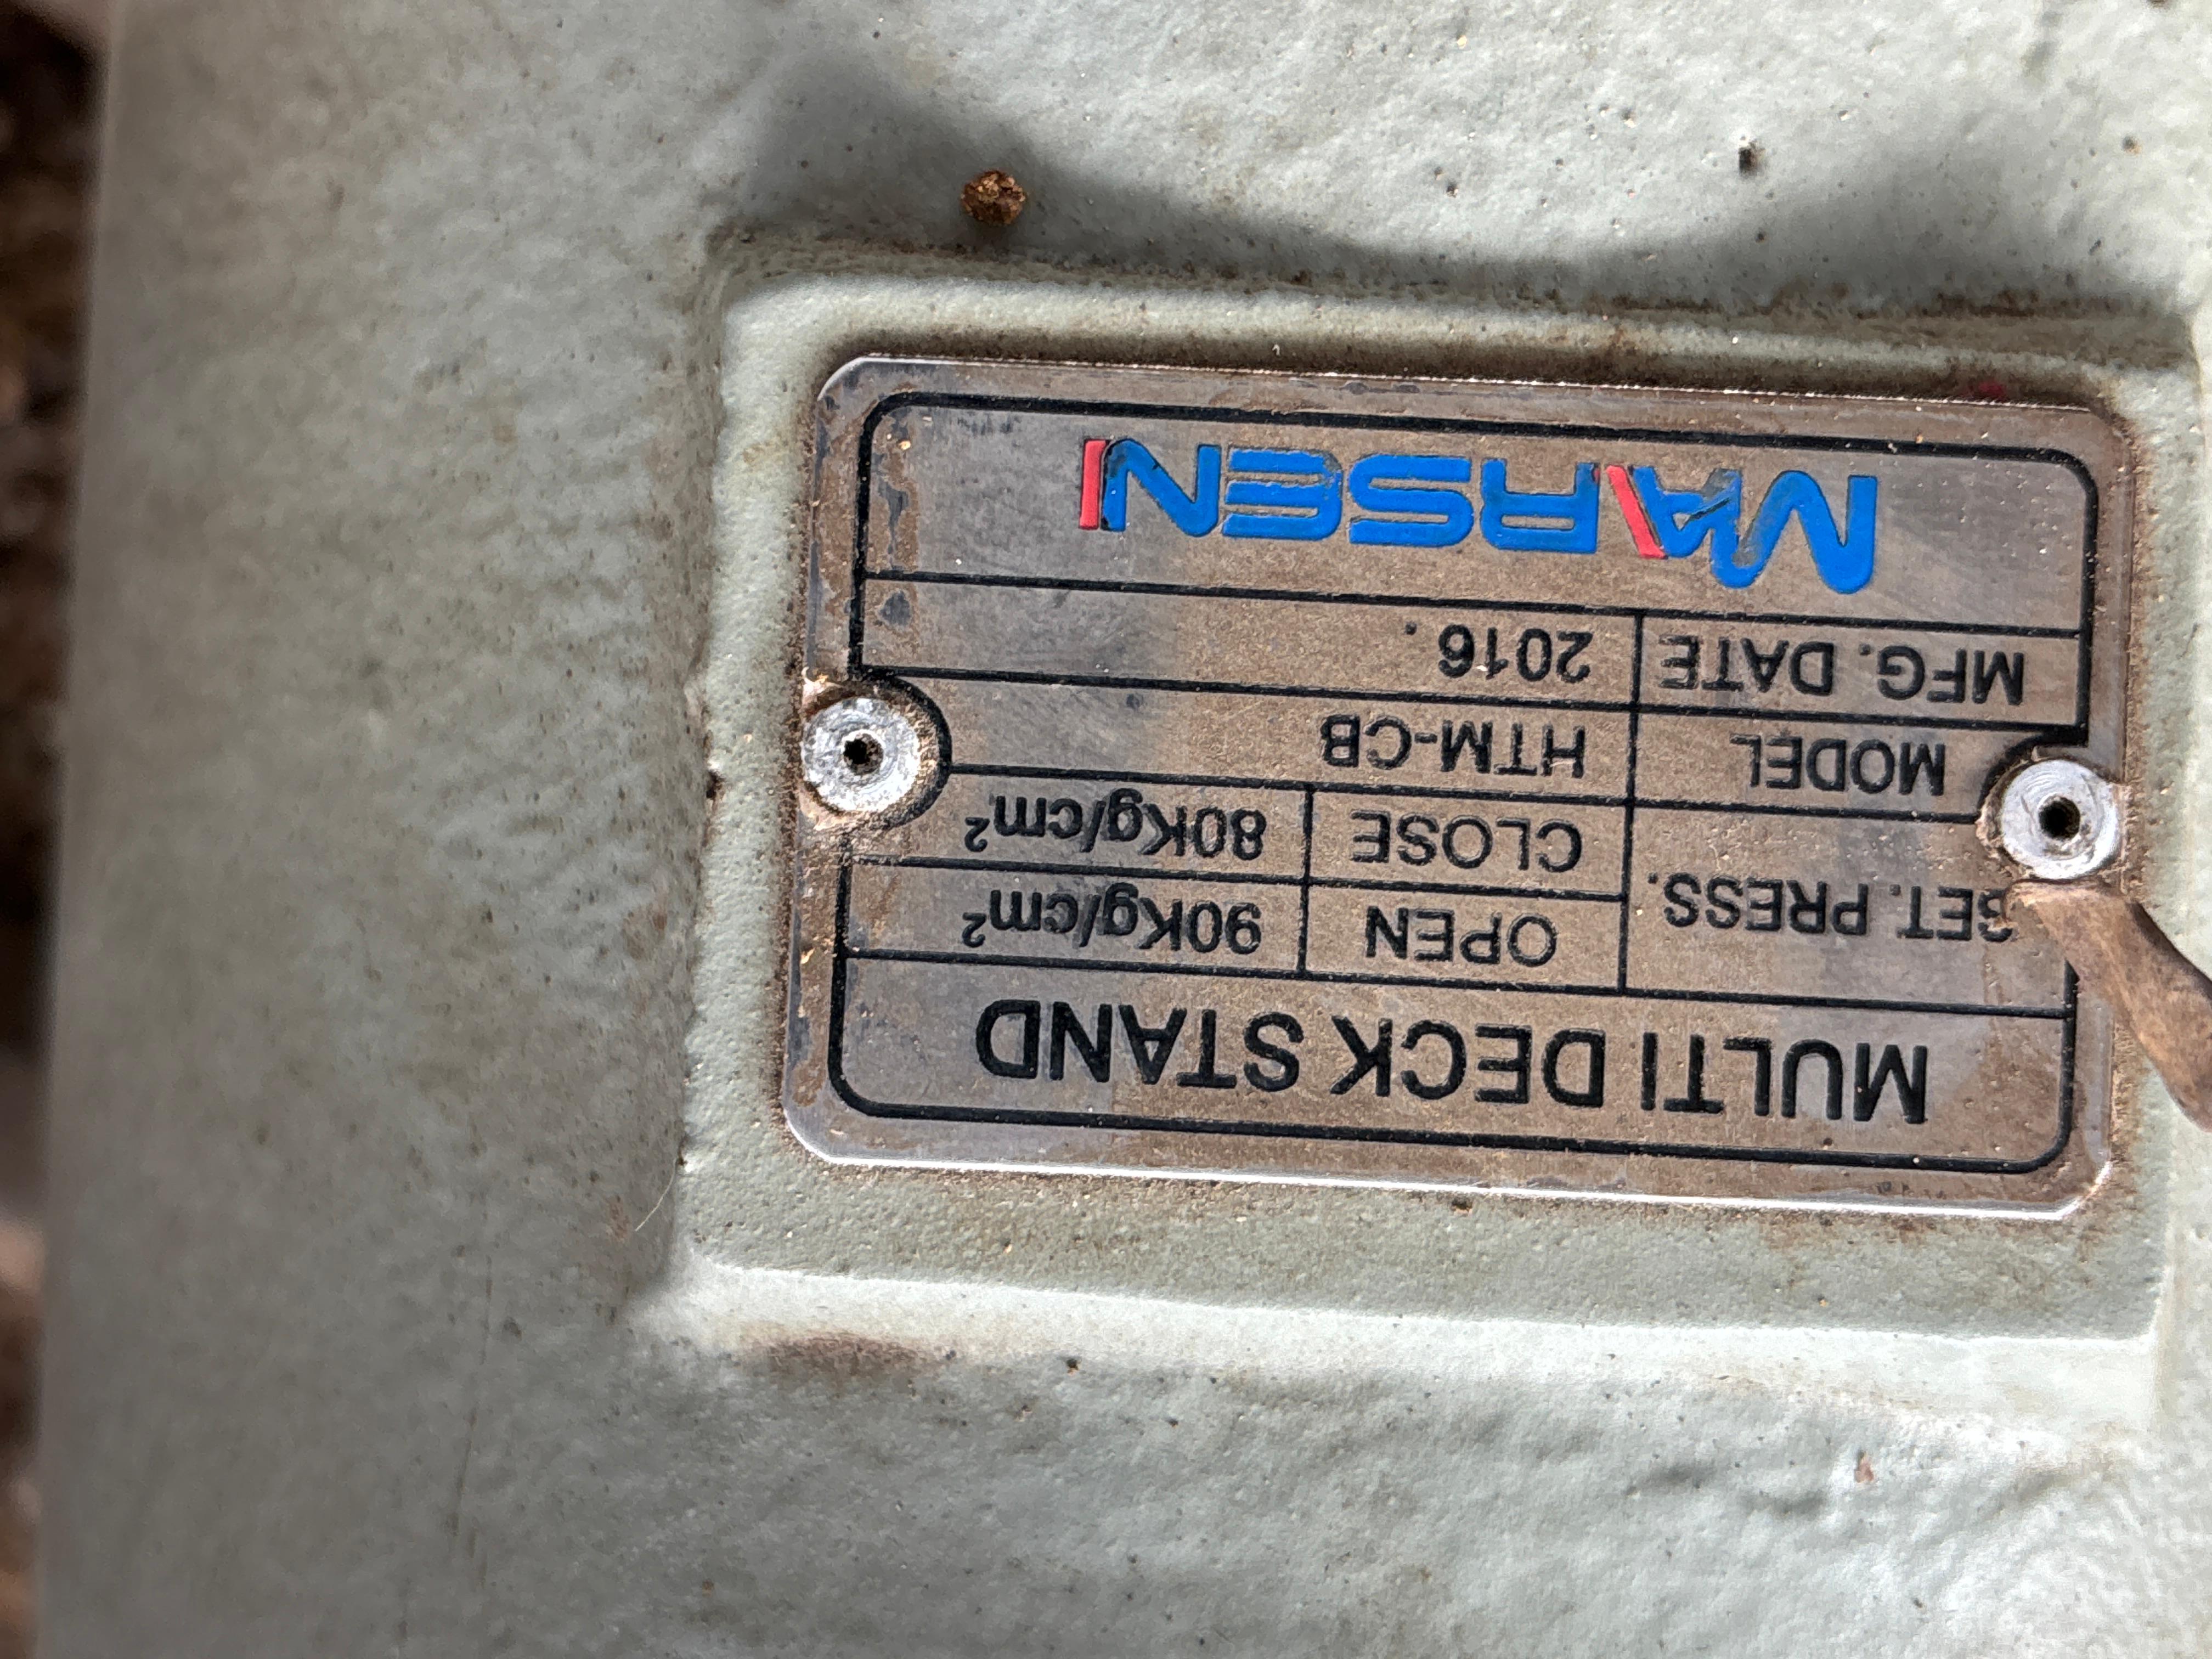 MULTI DECK STAND
SET. PRESS. OPEN 90Kg/cm²
CLOSE 80Kg/cm²
MODEL HTM-CB
MFG. DATE 2016.
MARSEN